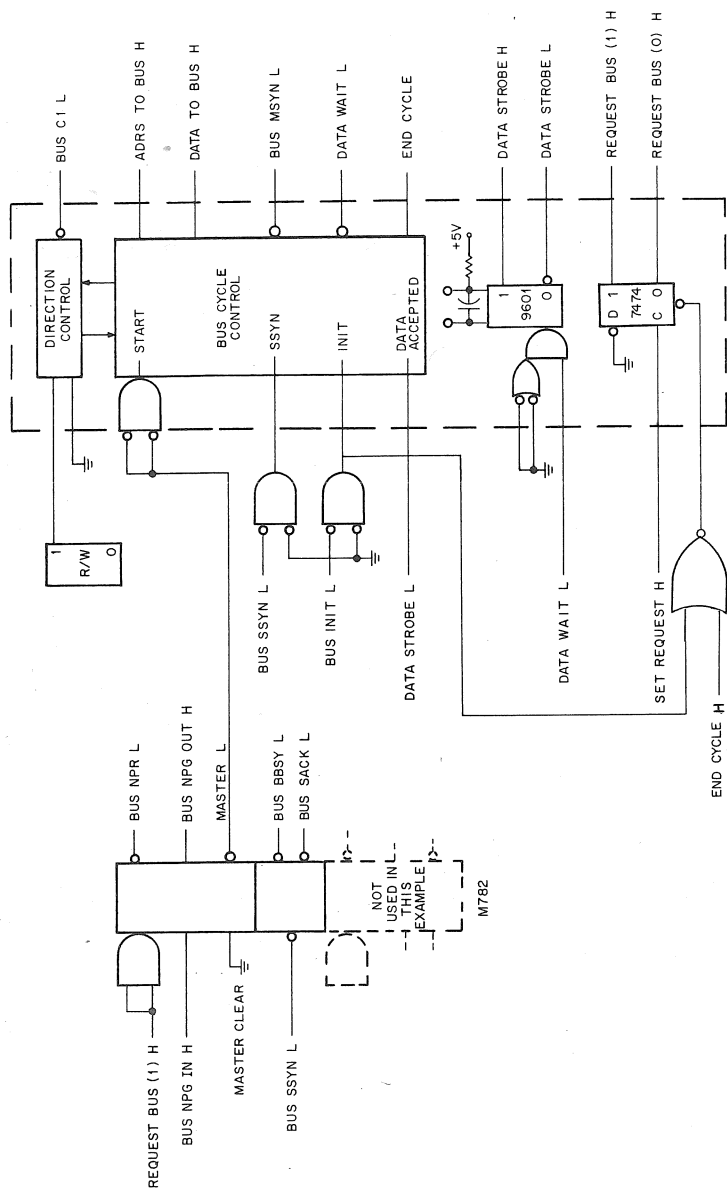 BUS C1 L
ADRS TO BUS H
DATA TO BUS H
BUS MSYN L
DATA WAIT L
END CYCLE
DATA STROBE H
DATA STROBE L
REQUEST BUS (1) H
REQUEST BUS (0) H
DIRECTION
CONTROL
START
BUS CYCLE
CONTROL
SSYN
INIT
DATA
ACCEPTED
+5V
1
9601
0
D 1
7474
C 0
1
R/W
0
BUS SSYN L
BUS INIT L
DATA STROBE L
DATA WAIT L
SET REQUEST H
END CYCLE H
BUS NPR L
BUS NPG OUT H
MASTER L
BUS BBSY L
BUS SACK L
NOT
USED IN
THIS
EXAMPLE
M782
REQUEST BUS (1) H
BUS NPG IN H
MASTER CLEAR
BUS SSYN L